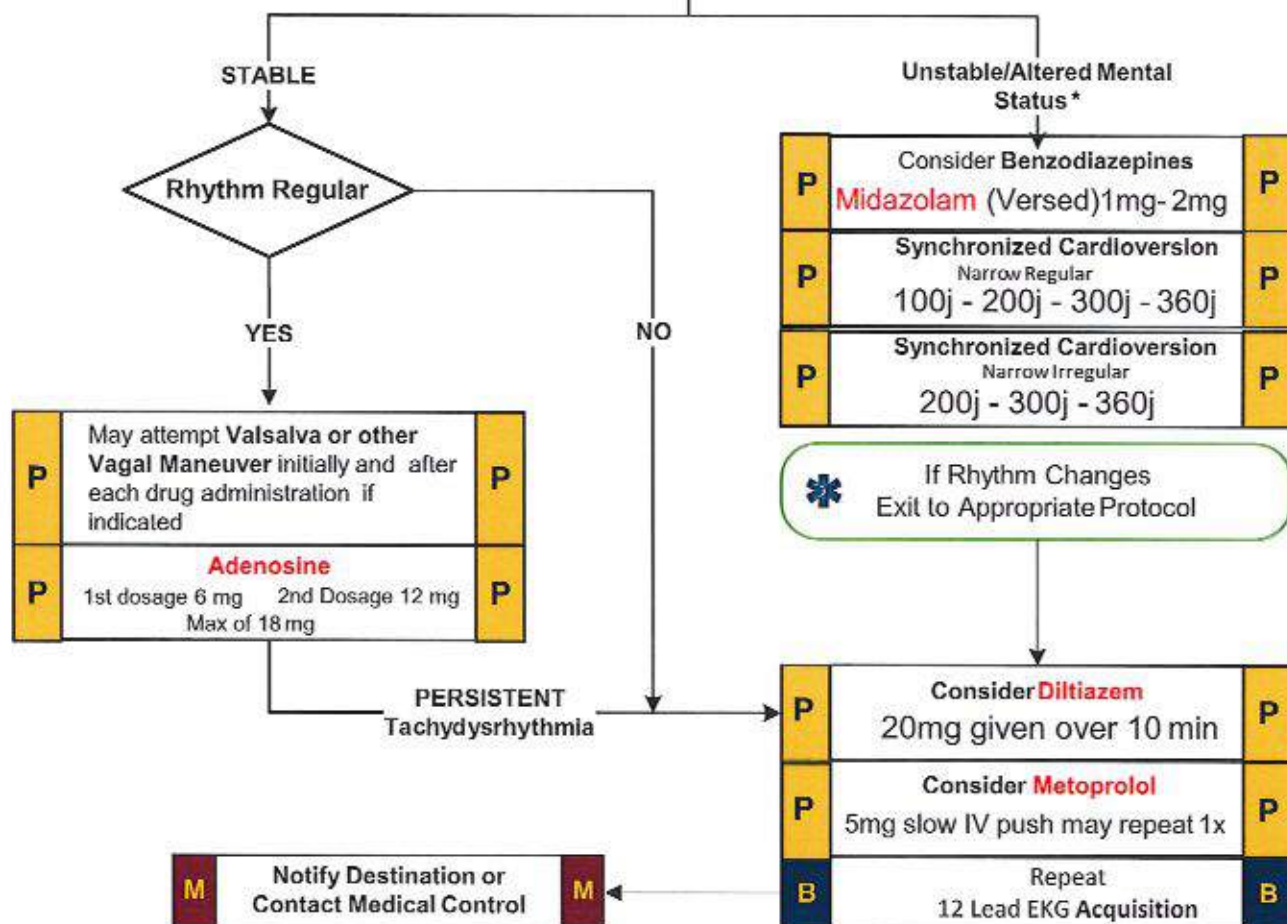 STABLE
Unstable/Altered Mental
Status *
Rhythm Regular
P
Consider Benzodiazepines
Midazolam (Versed)1mg- 2mg
P
P
Synchronized Cardioversion
Narrow Regular
100j - 200j - 300j - 360j
P
P
Synchronized Cardioversion
Narrow Irregular
200j - 300j - 360j
P
YES
NO
P
May attempt Valsalva or other
Vagal Maneuver initially and after
each drug administration if
indicated
P
P
Adenosine
1st dosage 6 mg 2nd Dosage 12 mg
Max of 18 mg
P
If Rhythm Changes
Exit to Appropriate Protocol
PERSISTENT
Tachydysrhythmia
P
Consider Diltiazem
20mg given over 10 min
P
P
Consider Metoprolol
5mg slow IV push may repeat 1x
P
M
Notify Destination or
Contact Medical Control
M
B
Repeat
12 Lead EKG Acquisition
B